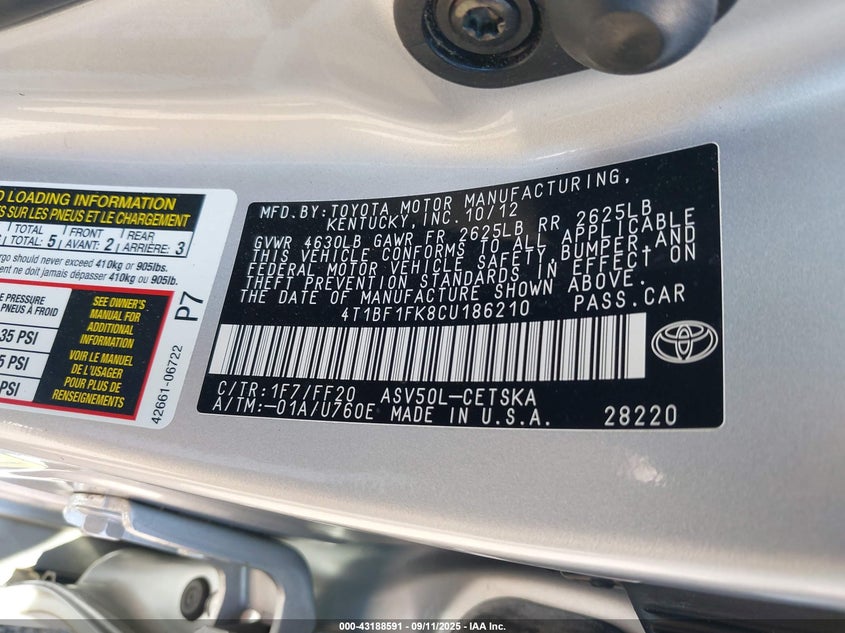 D LOADING INFORMATION
S SUR LES PNEUS ET LE CHARGEMENT
TOTAL TOTAL: 5
FRONT AVANT: 2
REAR ARRIÈRE: 3
rgo should never exceed 410kg or 905lbs.
ent ne doit jamais dépasser 410kg ou 905lb.
E PRESSURE
PNEUS À FROID
35 PSI
5 PSI
PSI
SEE OWNER'S
MANUAL FOR
ADDITIONAL
INFORMATION
VOIR LE MANUEL
POUR PLUS DE
RENSEIGNEMENTS
P7
42661-06722
MFD. BY: TOYOTA MOTOR MANUFACTURING,
KENTUCKY, INC. 10/12
GVWR 4630LB GAWR FR 2625LB RR 2625LB
THIS VEHICLE CONFORMS TO ALL APPLICABLE
FEDERAL MOTOR VEHICLE SAFETY, BUMPER, AND
THEFT PREVENTION STANDARDS IN EFFECT ON
THE DATE OF MANUFACTURE SHOWN ABOVE.
4T1BF1FK8CU186210 PASS.CAR
C/TR: 1F7/FF20 ASV50L-CETSKA
A/TM:-01A/U760E MADE IN U.S.A. 28220
000-43188591 - 09/11/2025 - IAA Inc.